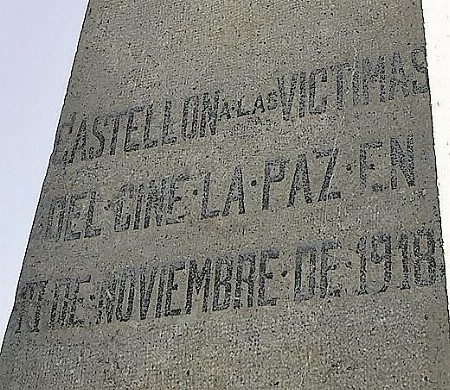 CASTELLON A LAS VICTIMAS
DEL·CINE·LA·PAZ·EN
17 DE·NOVIEMBRE·DE·1918